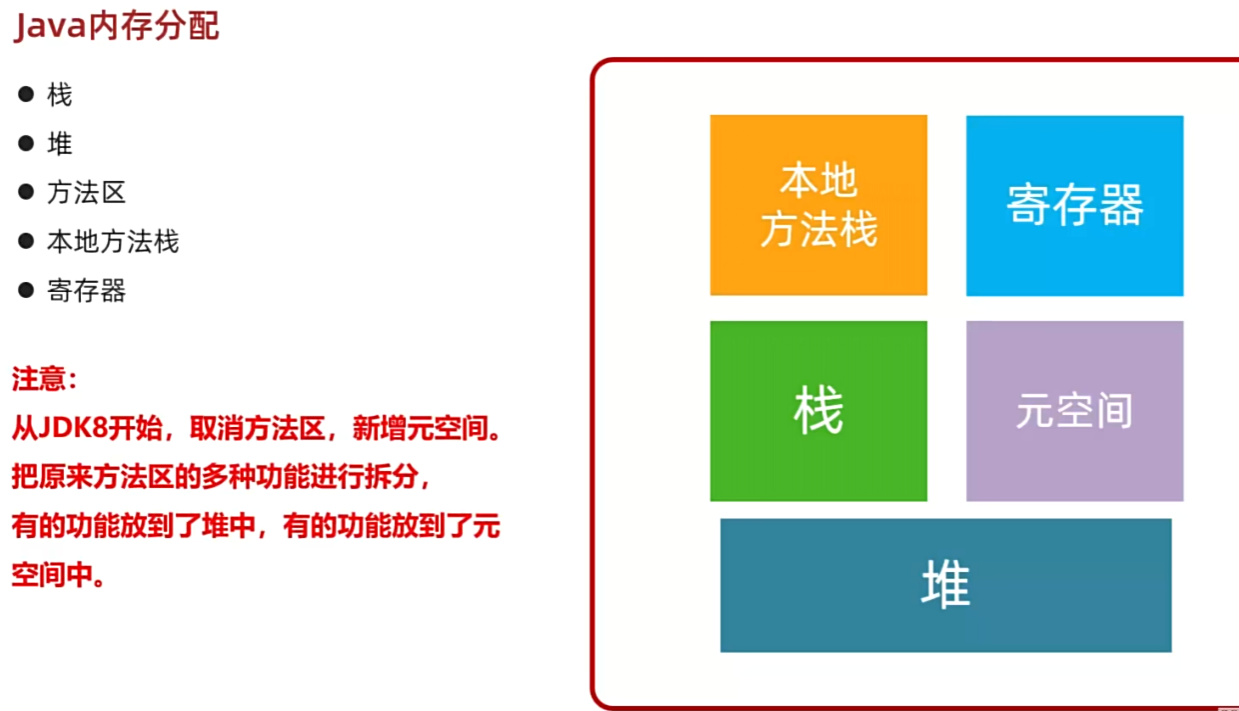 Java内存分配
● 栈
● 堆
● 方法区
● 本地方法栈
● 寄存器
注意：
从JDK8开始，取消方法区，新增元空间。
把原来方法区的多种功能进行拆分，
有的功能放到了堆中，有的功能放到了元
空间中。
本地
方法栈
寄存器
栈
元空间
堆